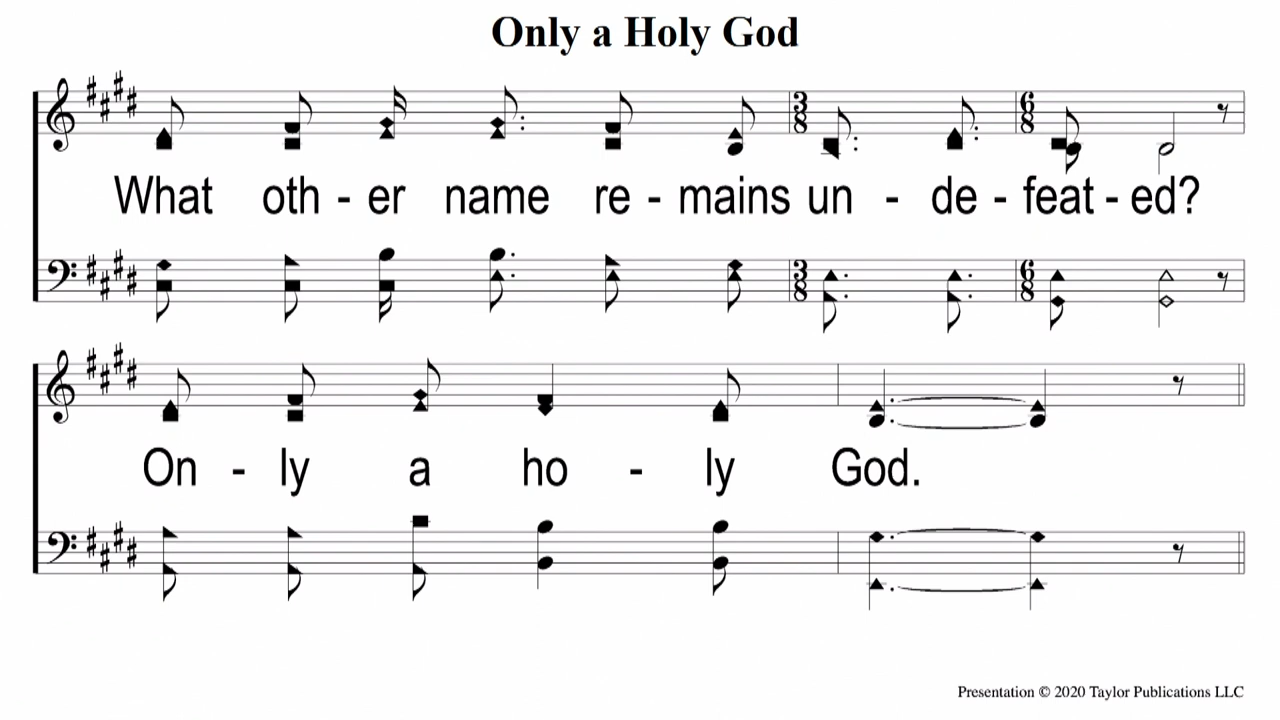 Only a Holy God
What oth - er name re - mains un - de - feat - ed?
On - ly a ho - ly God.
Presentation © 2020 Taylor Publications LLC